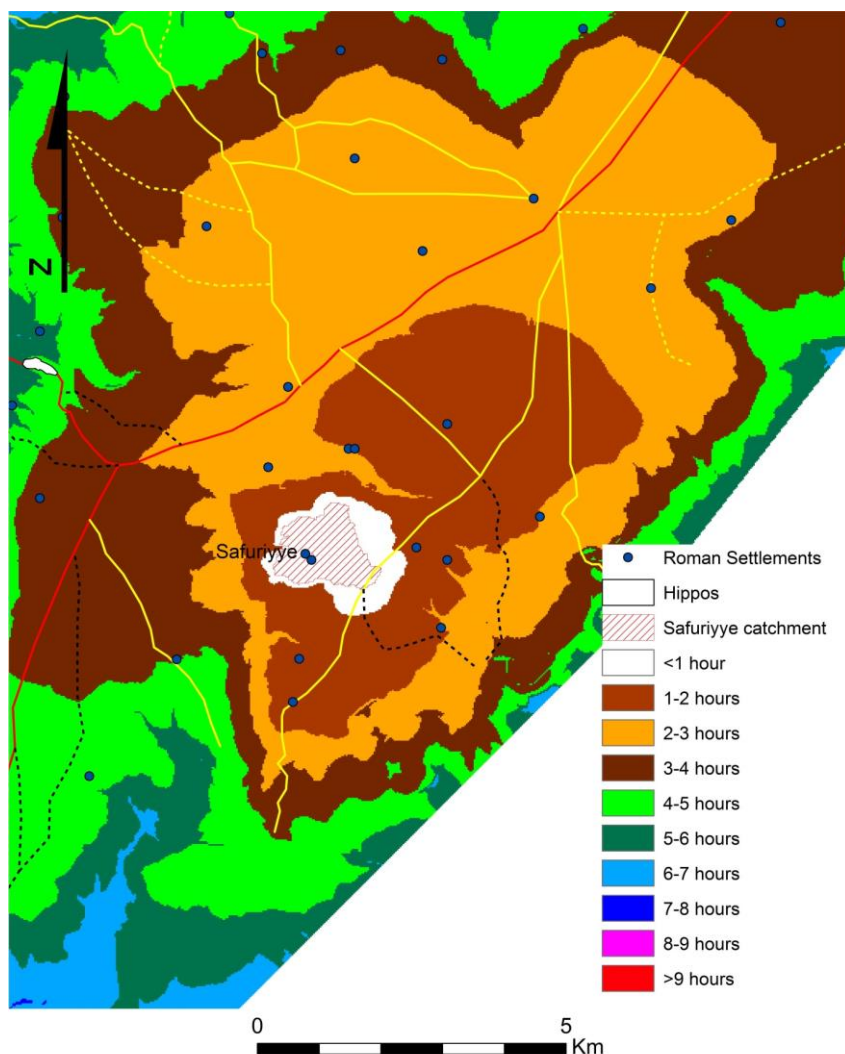 N
Safuriyye
Roman Settlements
Hippos
Safuriyye catchment
<1 hour
1-2 hours
2-3 hours
3-4 hours
4-5 hours
5-6 hours
6-7 hours
7-8 hours
8-9 hours
>9 hours
0 5
Km